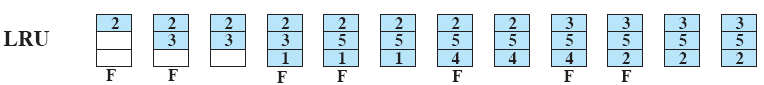 2 2 2 2 2 2 2 2 3 3 3 3
LRU 3 3 3 5 5 5 5 5 5 5 5
1 1 1 4 4 4 2 2 2
F F F F F F F